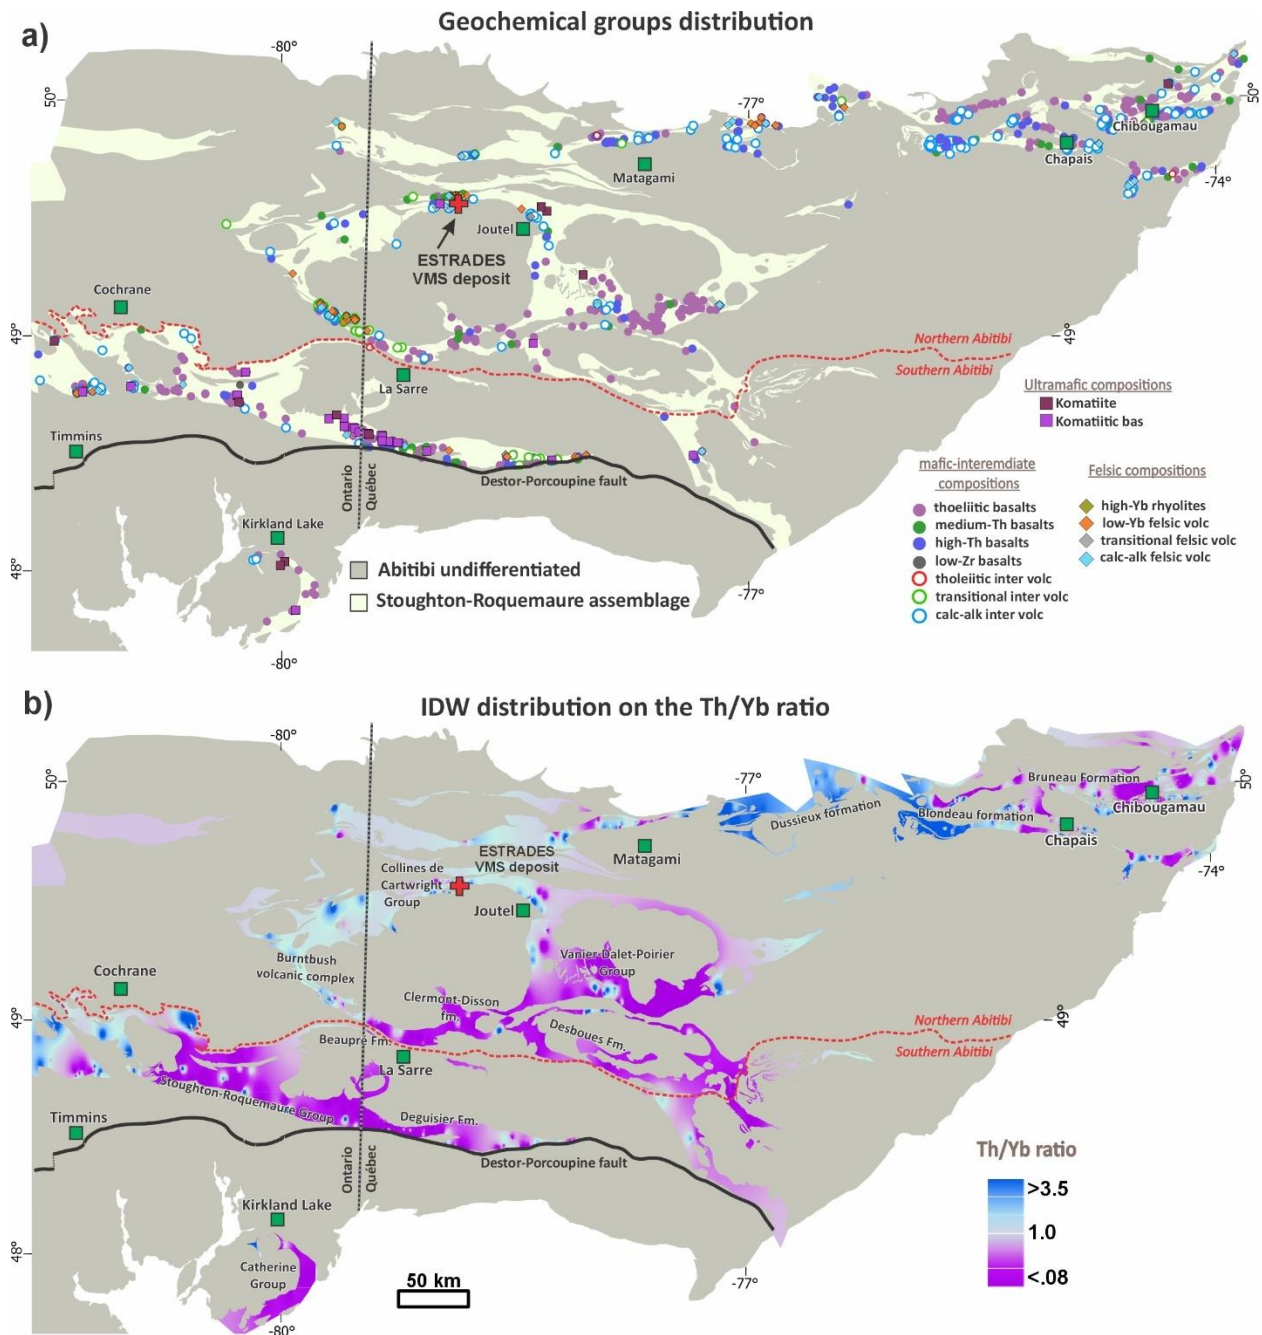 a)
Geochemical groups distribution
-80°
50°
-77°
50°
Chibougamau
Chapais
-74°
Matagami
Joutel
ESTRADES
VMS deposit
Cochrane
49°
49°
Northern Abitibi
Southern Abitibi
La Sarre
Timmins
Ontario
Québec
Destor-Porcoupine fault
Kirkland Lake
48°
-77°
-80°
Abitibi undifferentiated
Stoughton-Roquemaure assemblage
Ultramafic compositions
Komatiite
Komatiitic bas
mafic-interemdiate
compositions
thoeliitic basalts
medium-Th basalts
high-Th basalts
low-Zr basalts
tholeiitic inter volc
transitional inter volc
calc-alk inter volc
Felsic compositions
high-Yb rhyolites
low-Yb felsic volc
transitional felsic volc
calc-alk felsic volc
b)
IDW distribution on the Th/Yb ratio
-80°
50°
-77°
50°
Bruneau Formation
Chibougamau
Dussieux formation
Blondeau formation
Chapais
-74°
Matagami
ESTRADES
VMS deposit
Collines de
Cartwright
Group
Joutel
Burntbush
volcanic complex
Vanier-Dalet-Poirier
Group
Cochrane
Clermont-Disson
fm.
49°
49°
Desboues Fm.
Beaupré Fm.
Northern Abitibi
Southern Abitibi
La Sarre
Stoughton-Roquemaure Group
Timmins
Deguisier Fm.
Ontario
Québec
Destor-Porcoupine fault
Kirkland Lake
48°
Catherine
Group
-80°
50 km
-77°
Th/Yb ratio
>3.5
1.0
<.08